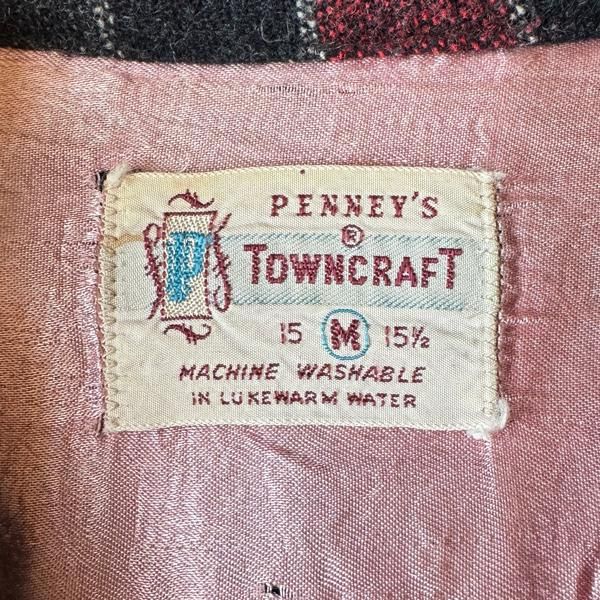 PENNEY'S
®
P TOWNCRAFT
15 M 15½
MACHINE WASHABLE
IN LUKEWARM WATER